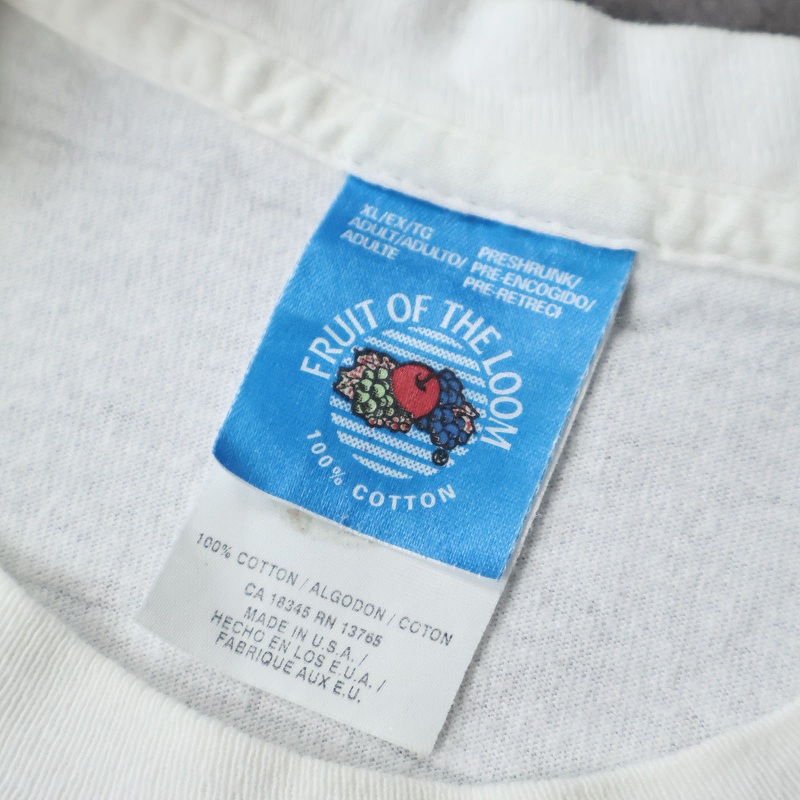 XL/EX/TG
ADULT/ADULTO/
ADULTE
PRESHRUNK/
PRE-ENCOGIDO/
PRE-RETRECI
FRUIT OF THE LOOM
100% COTTON
100% COTTON / ALGODON / COTON
CA 18345 RN 13765
MADE IN U.S.A. /
HECHO EN LOS E.U.A. /
FABRIQUE AUX E.U.